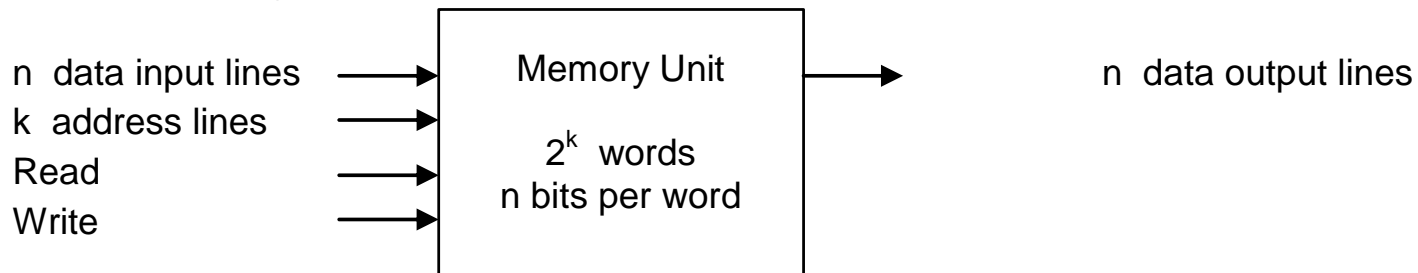 n data input lines
k address lines
Read
Write
Memory Unit
2^k words
n bits per word
n data output lines